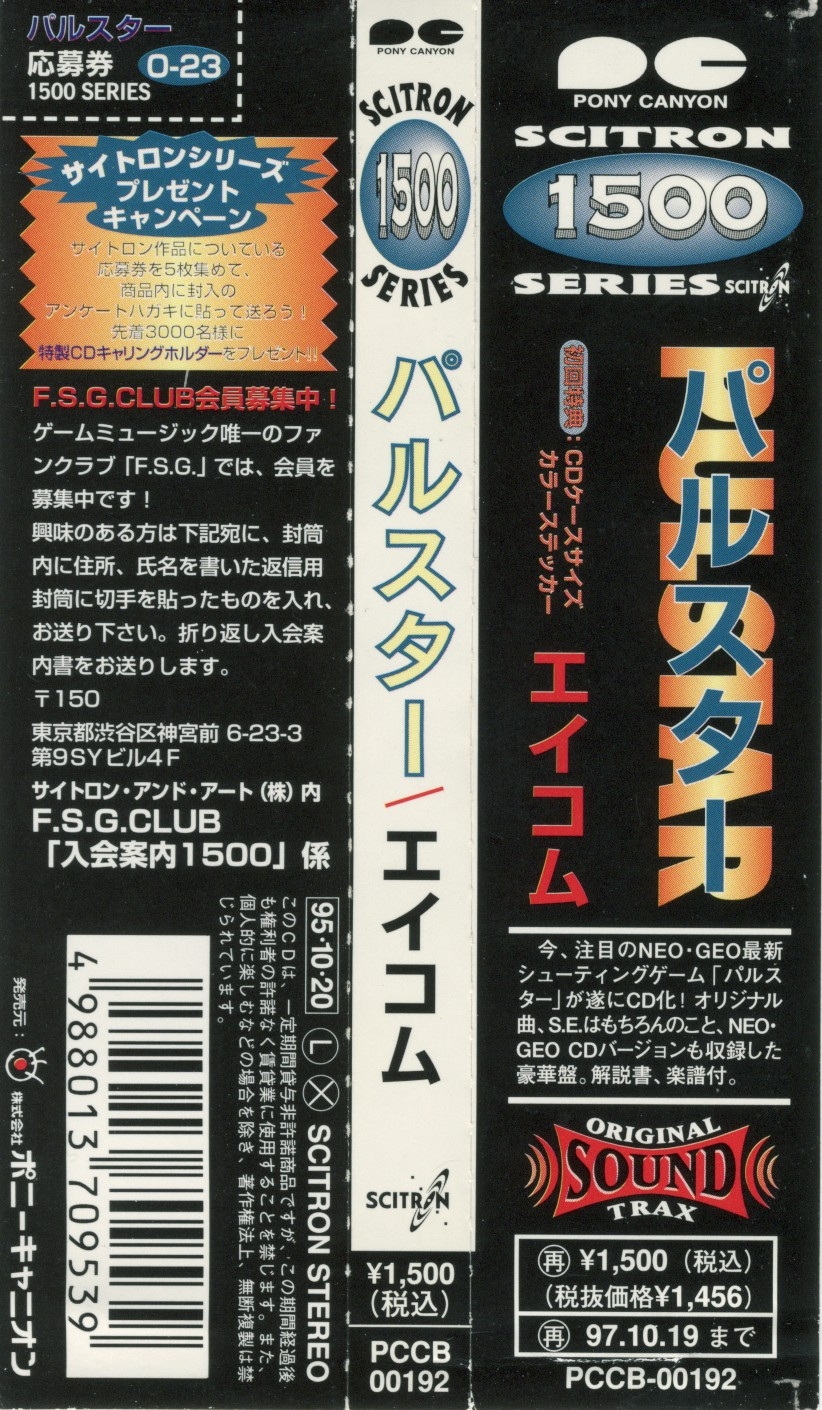 パルスター
応募券 O-23
1500 SERIES
サイトロンシリーズ
プレゼント
キャンペーン
サイトロン作品についている
応募券を5枚集めて、
商品内に封入の
アンケートハガキに貼って送ろう！
先着3000名様に
特製CDキャリングホルダーをプレゼント!!
F.S.G.CLUB会員募集中！
ゲームミュージック唯一のファ
ンクラブ「F.S.G.」では、会員を
募集中です！
興味のある方は下記宛に、封筒
内に住所、氏名を書いた返信用
封筒に切手を貼ったものを入れ、
お送り下さい。折り返し入会案
内書をお送りします。
〒150
東京都渋谷区神宮前 6-23-3
第9SYビル4F
サイトロン・アンド・アート（株）内
F.S.G.CLUB
「入会案内1500」係
95・10・20 L X SCITRON STEREO
このCDは、一定期間貸与非許諾商品ですが、この期間経過後
も権利者の許諾なく賃貸業に使用することを禁じます。また、
個人的に楽しむなどの場合を除き、著作権法上、無断複製は禁
じられています。
4 988013 709539
発売元： 株式会社 ポニーキャニオン
PONY CANYON
SCITRON
1500
SERIES
パルスター/エイコム
SCITRON
¥1,500
（税込）
PCCB
00192
PONY CANYON
SCITRON
1500
SERIES SCITRON
PULSTAR
パルスター
初回特典：CDケースサイズ
カラーステッカー
エイコム
今、注目のNEO・GEO最新
シューティングゲーム「パルス
ター」が遂にCD化！オリジナル
曲、S.E.はもちろんのこと、NEO・
GEO CDバージョンも収録した
豪華盤。解説書、楽譜付。
ORIGINAL
SOUND
TRAX
再 ¥1,500（税込）
（税抜価格¥1,456）
再 97.10.19 まで
PCCB-00192